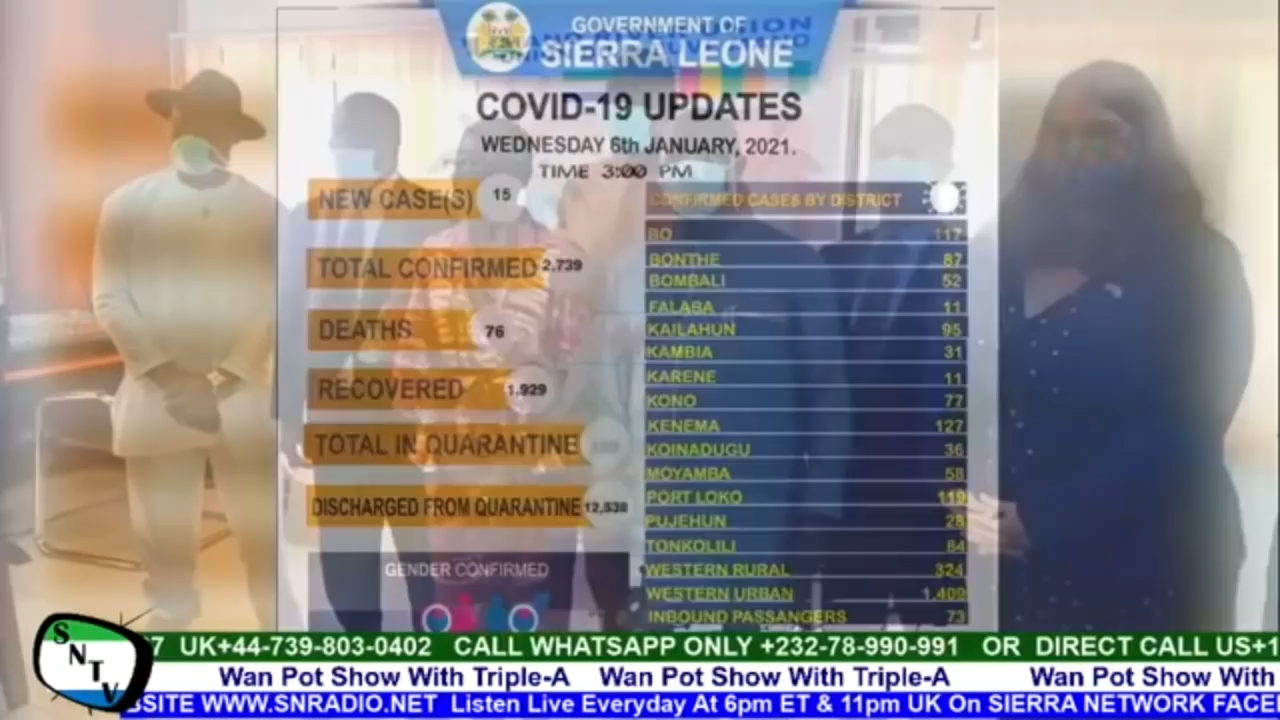 GOVERNMENT OF
SIERRA LEONE
COVID-19 UPDATES
WEDNESDAY 6th JANUARY, 2021.
TIME 3:00 PM
NEW CASE(S) 15
TOTAL CONFIRMED 2,739
DEATHS 76
RECOVERED 1,929
TOTAL IN QUARANTINE
DISCHARGED FROM QUARANTINE 12,538
GENDER CONFIRMED
CONFIRMED CASES BY DISTRICT
BO 117
BONTHE 87
BOMBALI 52
FALABA 11
KAILAHUN 95
KAMBIA 31
KARENE 11
KONO 77
KENEMA 127
KOINADUGU 36
MOYAMBA 58
PORT LOKO 119
PUJEHUN 28
TONKOLILI 84
WESTERN RURAL 324
WESTERN URBAN 1,409
INBOUND PASSANGERS 73
SNTV
7 UK+44-739-803-0402 CALL WHATSAPP ONLY +232-78-990-991 OR DIRECT CALL US+1
Wan Pot Show With Triple-A Wan Pot Show With Triple-A Wan Pot Show With
BSITE WWW.SNRADIO.NET Listen Live Everyday At 6pm ET & 11pm UK On SIERRA NETWORK FACE